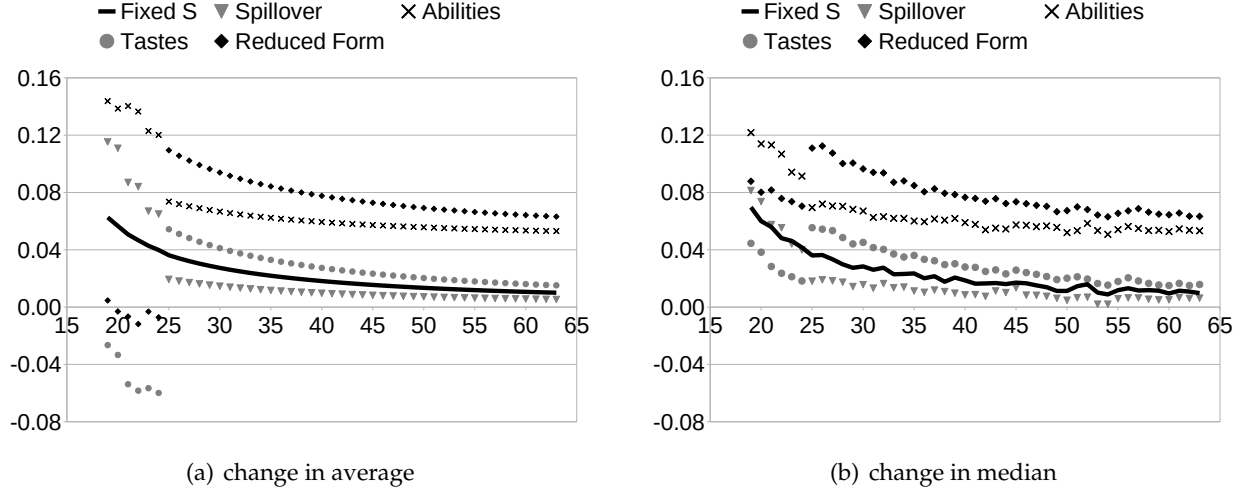 Fixed S Spillover Abilities
Tastes Reduced Form
0.16
0.12
0.08
0.04
0.00
15 20 25 30 35 40 45 50 55 60 65
-0.04
-0.08
(a) change in average
Fixed S Spillover Abilities
Tastes Reduced Form
0.16
0.12
0.08
0.04
0.00
15 20 25 30 35 40 45 50 55 60 65
-0.04
-0.08
(b) change in median